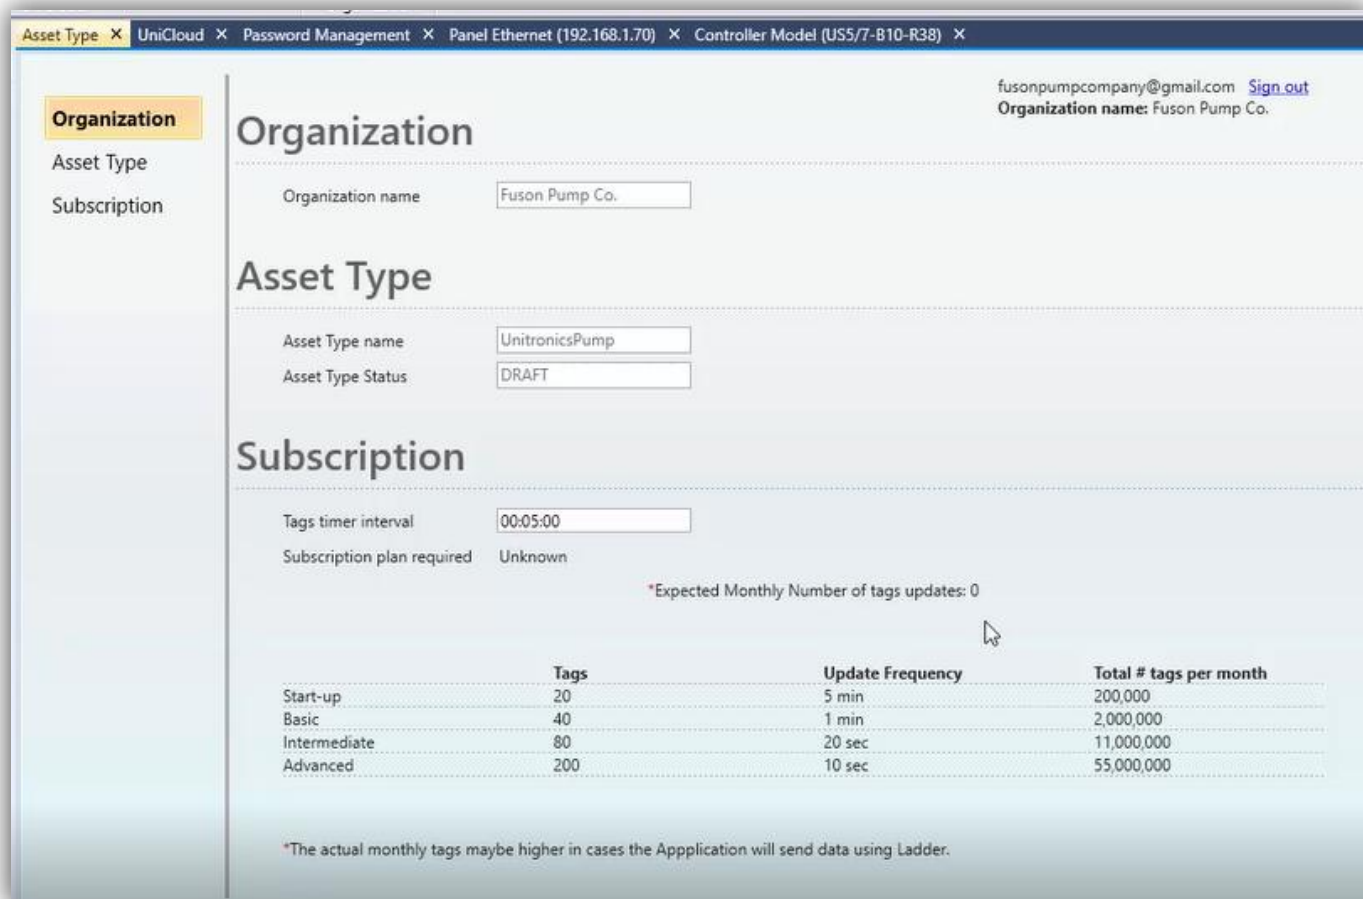 Asset Type X UniCloud X Password Management X Panel Ethernet (192.168.1.70) X Controller Model (US5/7-B10-R38) X
fusonpumpcompany@gmail.com Sign out
Organization name: Fuson Pump Co.
Organization
Asset Type
Subscription
Organization
Organization name Fuson Pump Co.
Asset Type
Asset Type name UnitronicsPump
Asset Type Status DRAFT
Subscription
Tags timer interval 00:05:00
Subscription plan required Unknown
*Expected Monthly Number of tags updates: 0
Tags Update Frequency Total # tags per month
Start-up 20 5 min 200,000
Basic 40 1 min 2,000,000
Intermediate 80 20 sec 11,000,000
Advanced 200 10 sec 55,000,000
*The actual monthly tags maybe higher in cases the Appplication will send data using Ladder.